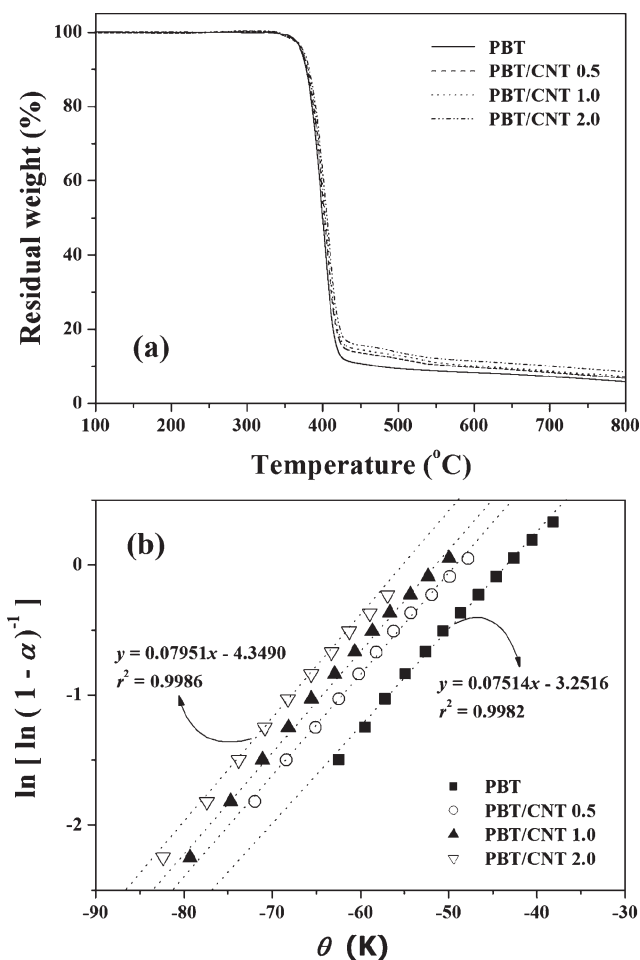 100
80
60
40
20
0
Residual weight (%)
PBT
PBT/CNT 0.5
PBT/CNT 1.0
PBT/CNT 2.0
(a)
100 200 300 400 500 600 700 800
Temperature (°C)
(b)
0
-1
-2
ln [ ln ( 1 - α )⁻¹ ]
y = 0.07951x - 4.3490
r² = 0.9986
y = 0.07514x - 3.2516
r² = 0.9982
PBT
PBT/CNT 0.5
PBT/CNT 1.0
PBT/CNT 2.0
-90 -80 -70 -60 -50 -40 -30
θ (K)